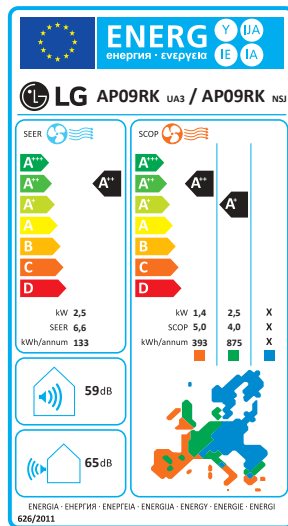 ENERG Y IJA
енергия · ενεργεια IE IA
LG AP09RK UA3 / AP09RK NSJ
SEER SCOP
A+++ A+++
A++ A++ A++ A++
A+ A+ A+
A A
B B
C C
D D
kW 2,5 kW 1,4 2,5 X
SEER 6,6 SCOP 5,0 4,0 X
kWh/annum 133 kWh/annum 393 875 X
59dB
65dB
ENERGIA · ЕНЕРГИЯ · ΕΝΕΡΓΕΙΑ · ENERGIJA · ENERGY · ENERGIE · ENERGI
626/2011